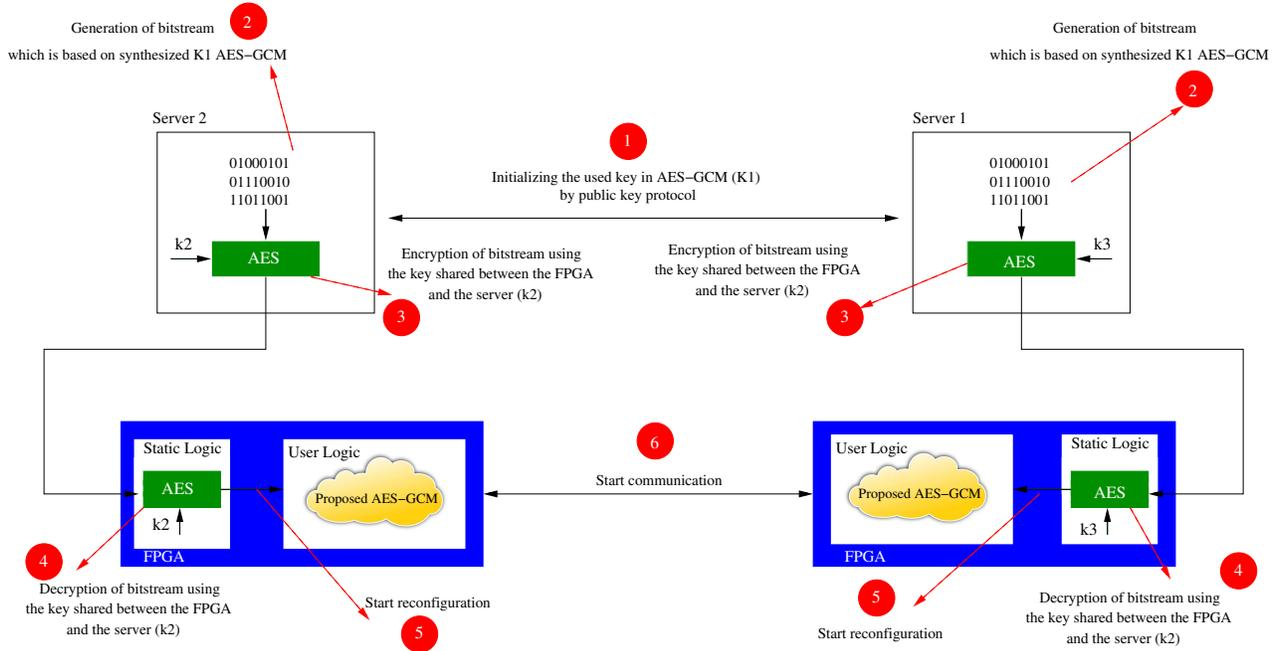 Generation of bitstream
2
which is based on synthesized K1 AES−GCM
Generation of bitstream
which is based on synthesized K1 AES−GCM
2
Server 2
Server 1
1
Initializing the used key in AES−GCM (K1)
by public key protocol
01000101
01110010
11011001
k2
AES
Encryption of bitstream using
the key shared between the FPGA
and the server (k2)
3
01000101
01110010
11011001
k3
AES
Encryption of bitstream using
the key shared between the FPGA
and the server (k2)
3
Static Logic
AES
k2
User Logic
Proposed AES−GCM
FPGA
6
Start communication
User Logic
Proposed AES−GCM
Static Logic
AES
k3
FPGA
4
Decryption of bitstream using
the key shared between the FPGA
and the server (k2)
Start reconfiguration
5
5
Start reconfiguration
4
Decryption of bitstream using
the key shared between the FPGA
and the server (k2)